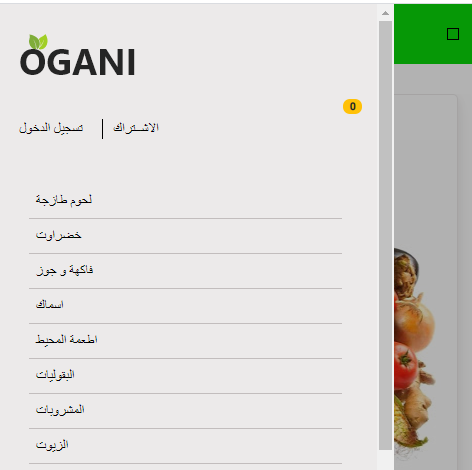 OGANI
0
الاشتراك
تسجيل الدخول
لحوم طازجة
خضراوت
فاكهة و جوز
اسماك
اطعمة المحيط
البقوليات
المشروبات
الزيوت